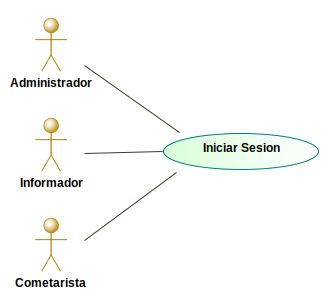 Administrador
Iniciar Sesion
Informador
Cometarista